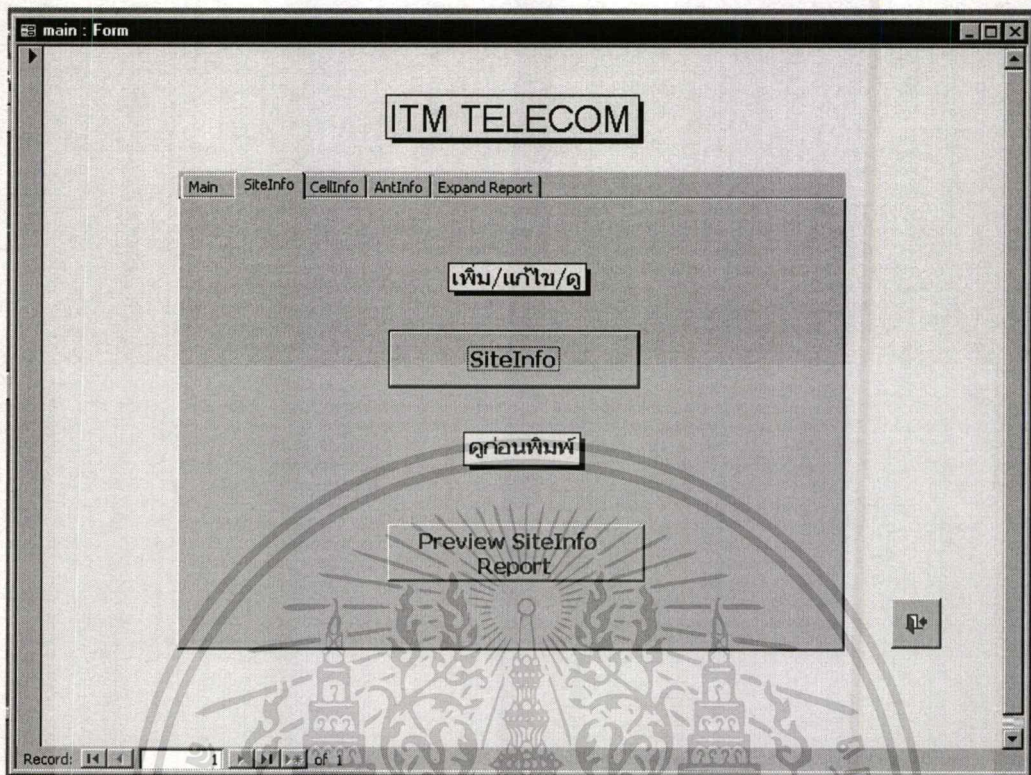 main : Form
ITM TELECOM
Main SiteInfo CellInfo AntInfo Expand Report
เพิ่ม/แก้ไข/ดู
SiteInfo
ดูก่อนพิมพ์
Preview SiteInfo
Report
Record: 1 of 1